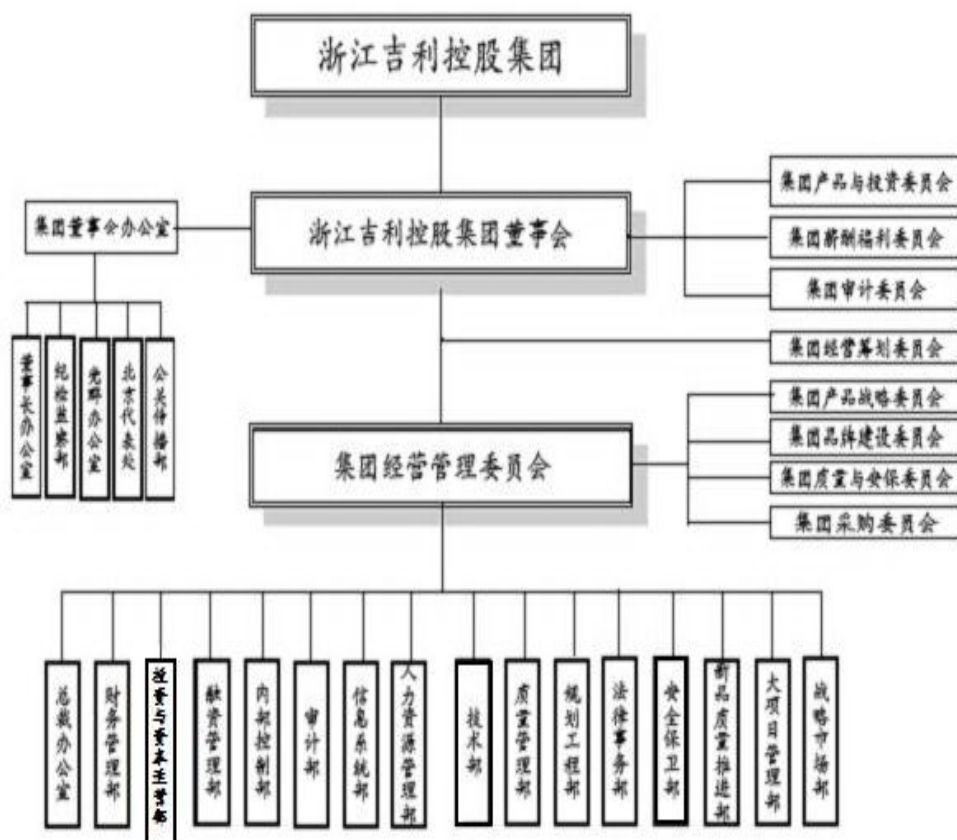 浙江吉利控股集团
集团产品与投资委员会
集团董事会办公室
浙江吉利控股集团董事会
集团薪酬福利委员会
集团审计委员会
集团经营筹划委员会
董事长办公室
纪检监察部
党群办公室
北京代表处
公关传播部
集团产品战略委员会
集团品牌建设委员会
集团经营管理委员会
集团质量与安保委员会
集团采购委员会
总裁办公室
财务管理部
投资与资本运营部
融资管理部
内部控制部
审计部
信息系统部
人力资源管理部
技术部
质量管理部
规划工程部
法律事务部
安全保卫部
新品质量推进部
大项目管理部
战略市场部